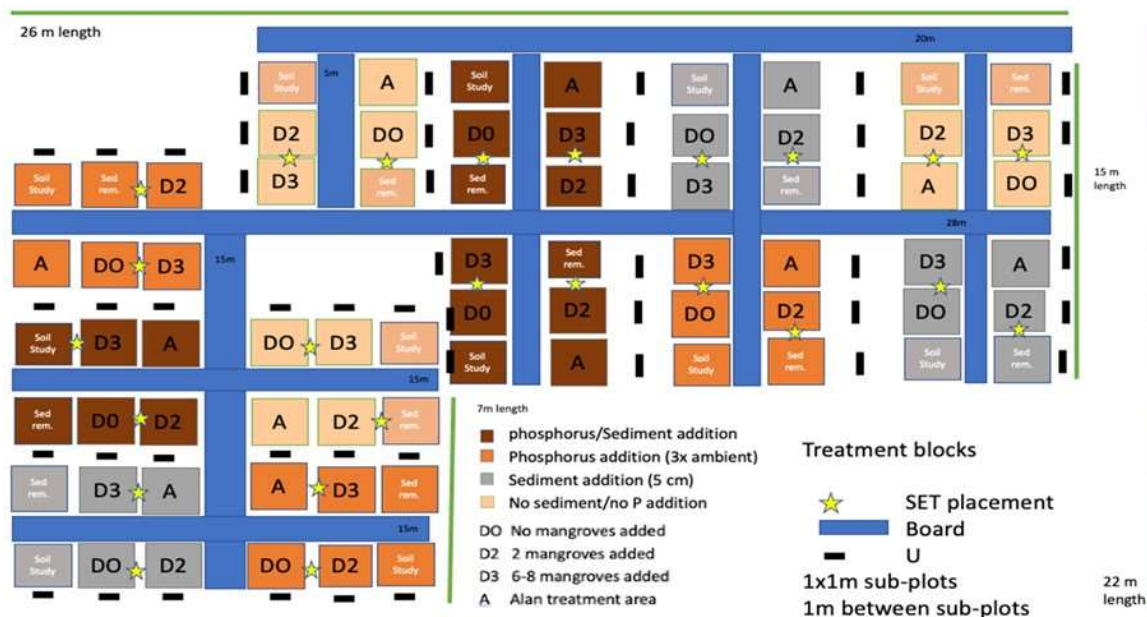 26 m length
20m
Soil Study
5m
A
Soil Study
A
Soil Study
A
Soil Study
Sed rem.
D2
DO
D0
D3
DO
D2
D2
D3
D3
Sed rem.
Sed rem.
D2
D3
Sed rem.
A
DO
15 m length
Soil Study
Sed rem.
D2
28m
A
DO
D3
15m
D3
Sed rem.
D3
A
D3
A
D0
D2
DO
D2
DO
D2
Soil Study
D3
A
DO
D3
Soil Study
Soil Study
A
Soil Study
Sed rem.
Soil Study
Sed rem.
15m
Sed rem.
D0
D2
A
D2
Sed rem.
Sed rem.
D3
A
A
D3
Sed rem.
15m
Soil Study
DO
D2
DO
D2
Soil Study
7m length
phosphorus/Sediment addition
Phosphorus addition (3x ambient)
Sediment addition (5 cm)
No sediment/no P addition
DO No mangroves added
D2 2 mangroves added
D3 6-8 mangroves added
A Alan treatment area
Treatment blocks
SET placement
Board
U
1x1m sub-plots
1m between sub-plots
22 m length